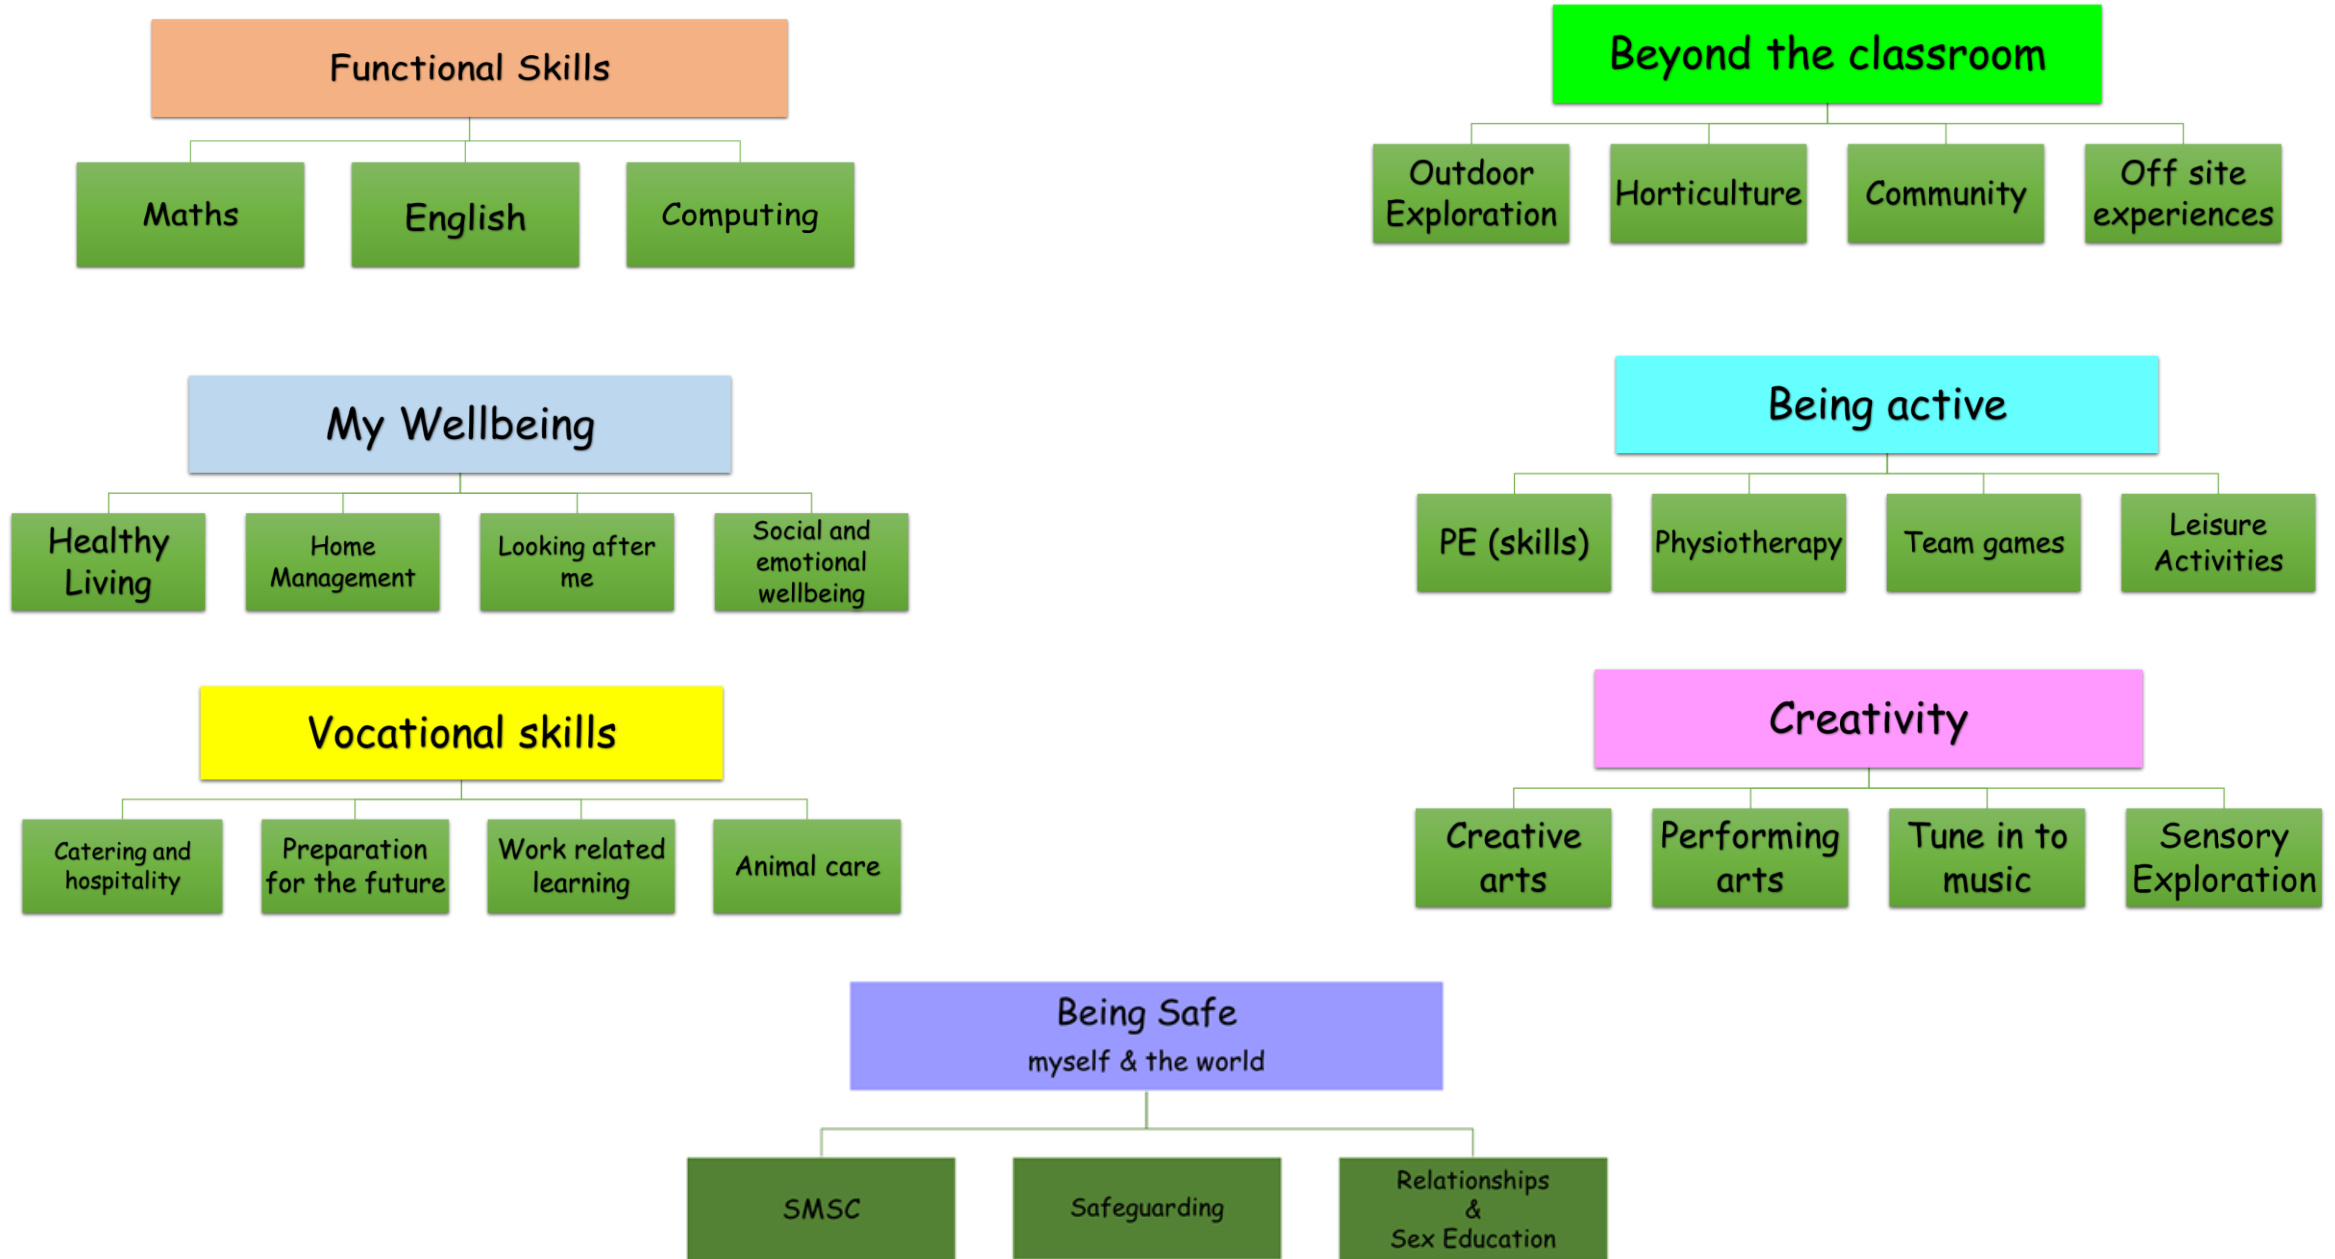 Functional Skills
Maths
English
Computing
Beyond the classroom
Outdoor
Exploration
Horticulture
Community
Off site
experiences
My Wellbeing
Healthy
Living
Home
Management
Looking after
me
Social and
emotional
wellbeing
Being active
PE (skills)
Physiotherapy
Team games
Leisure
Activities
Vocational skills
Catering and
hospitality
Preparation
for the future
Work related
learning
Animal care
Creativity
Creative
arts
Performing
arts
Tune in to
music
Sensory
Exploration
Being Safe
myself & the world
SMSC
Safeguarding
Relationships
&
Sex Education